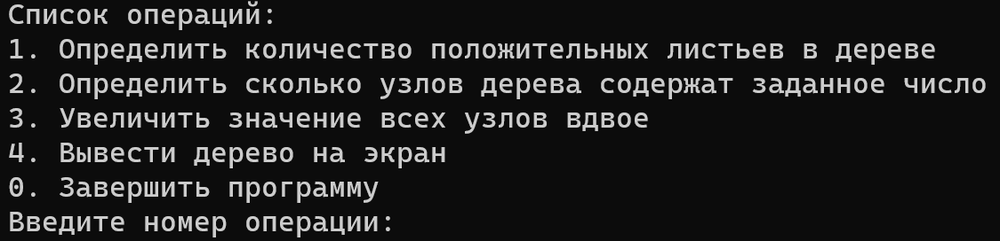 Список операций:
1. Определить количество положительных листьев в дереве
2. Определить сколько узлов дерева содержат заданное число
3. Увеличить значение всех узлов вдвое
4. Вывести дерево на экран
0. Завершить программу
Введите номер операции: